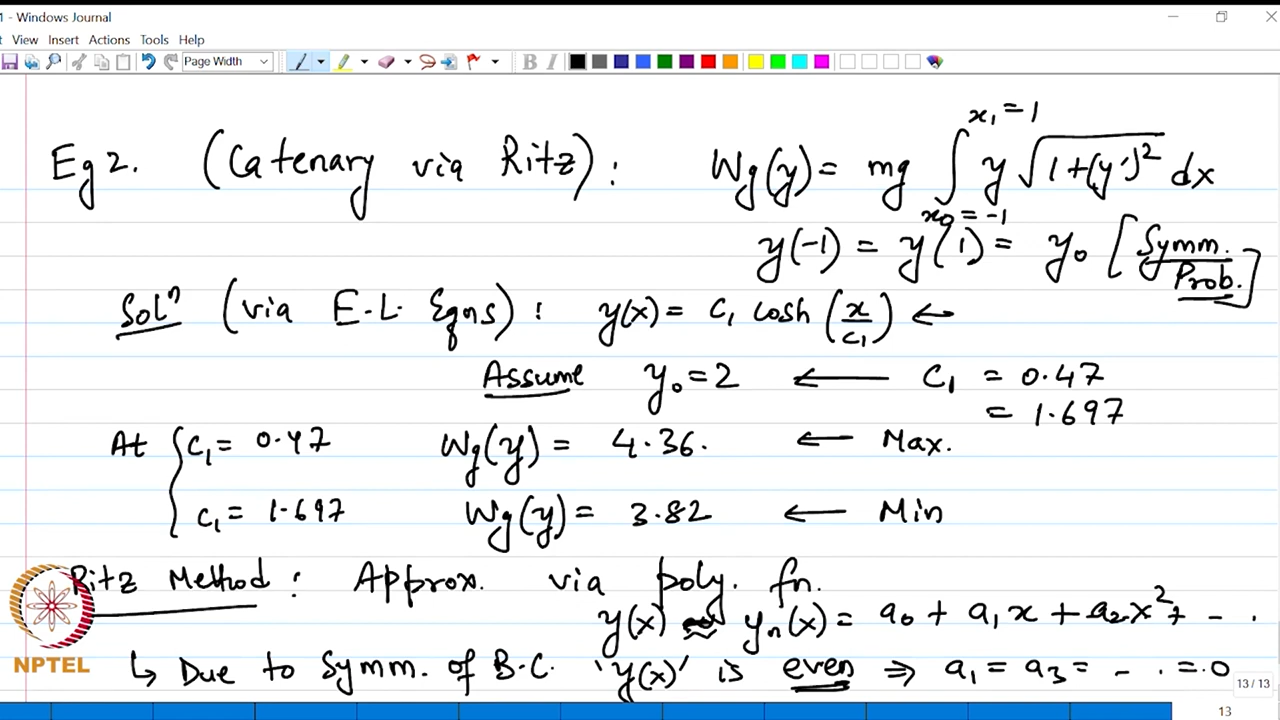 1 - Windows Journal
View Insert Actions Tools Help
Page Width
B I
Eg 2. (Catenary via Ritz) : Wg(y) = mg ∫_{x₀=-1}^{x₁=1} y √(1+(y')²) dx
y(-1) = y(1) = y₀ [Symm. Prob.]
Solⁿ (via E.L. Eqns) : y(x) = C₁ cosh (x/C₁) ←
Assume y₀ = 2 ← C₁ = 0.47
= 1.697
At { C₁ = 0.47 Wg(y) = 4.36. ← Max.
C₁ = 1.697 Wg(y) = 3.82 ← Min
Ritz Method : Approx. via poly. fn.
y(x) ≈ yₙ(x) = a₀ + a₁x + a₂x² + - - .
↳ Due to Symm. of B.C. 'y(x)' is even ⇒ a₁ = a₃ = - - . = 0
NPTEL
13 / 13
13